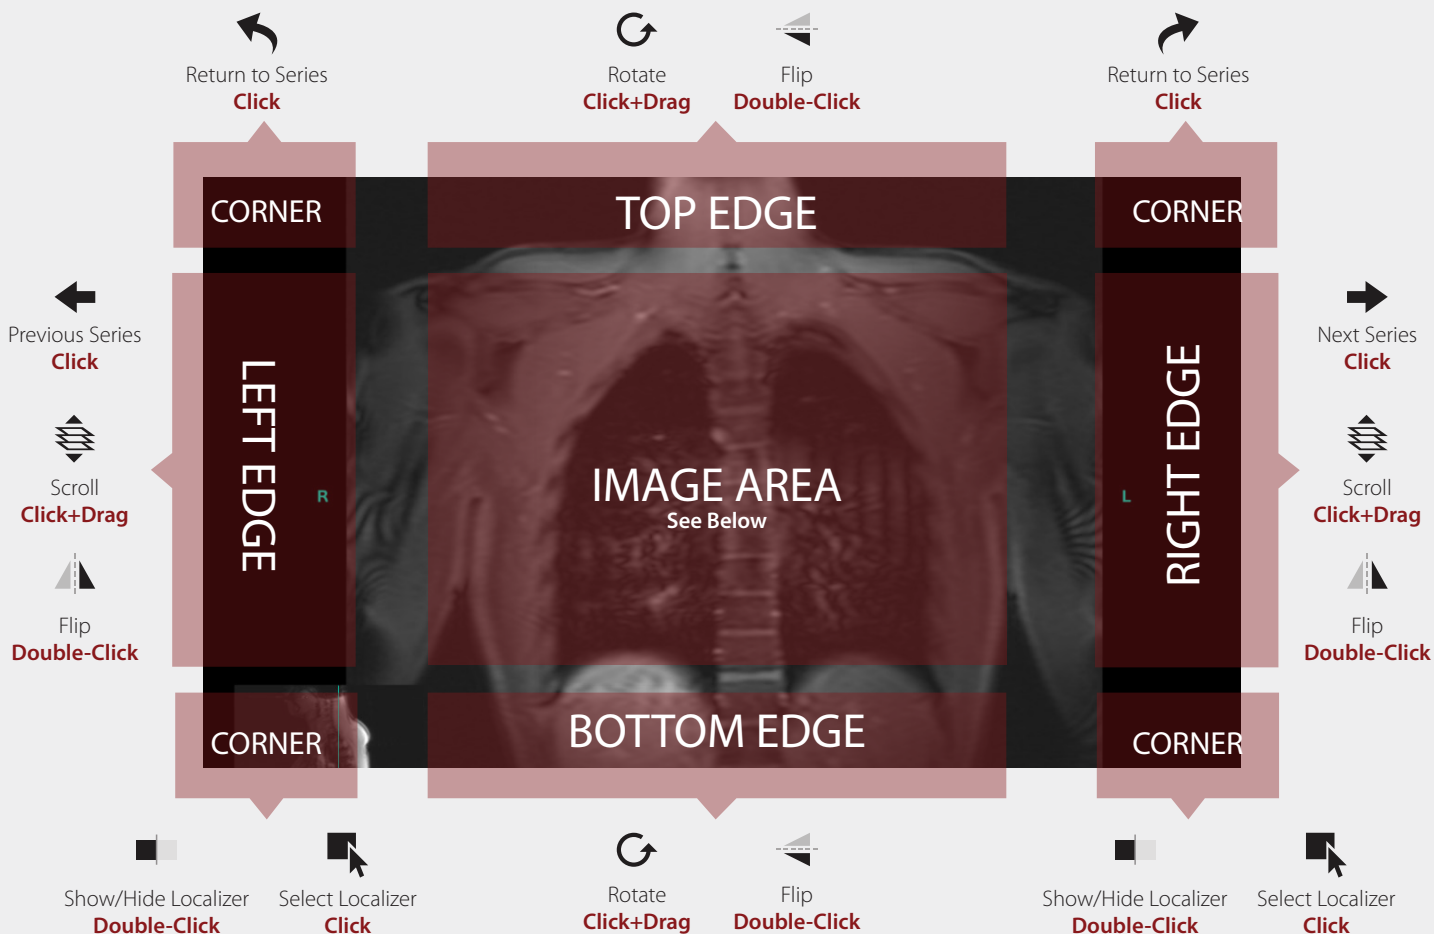 Return to Series
Click
Rotate
Click+Drag
Flip
Double-Click
Return to Series
Click
CORNER
TOP EDGE
CORNER
Previous Series
Click
Scroll
Click+Drag
Flip
Double-Click
LEFT EDGE
R
IMAGE AREA
See Below
L
RIGHT EDGE
Next Series
Click
Scroll
Click+Drag
Flip
Double-Click
CORNER
BOTTOM EDGE
CORNER
Show/Hide Localizer
Double-Click
Select Localizer
Click
Rotate
Click+Drag
Flip
Double-Click
Show/Hide Localizer
Double-Click
Select Localizer
Click